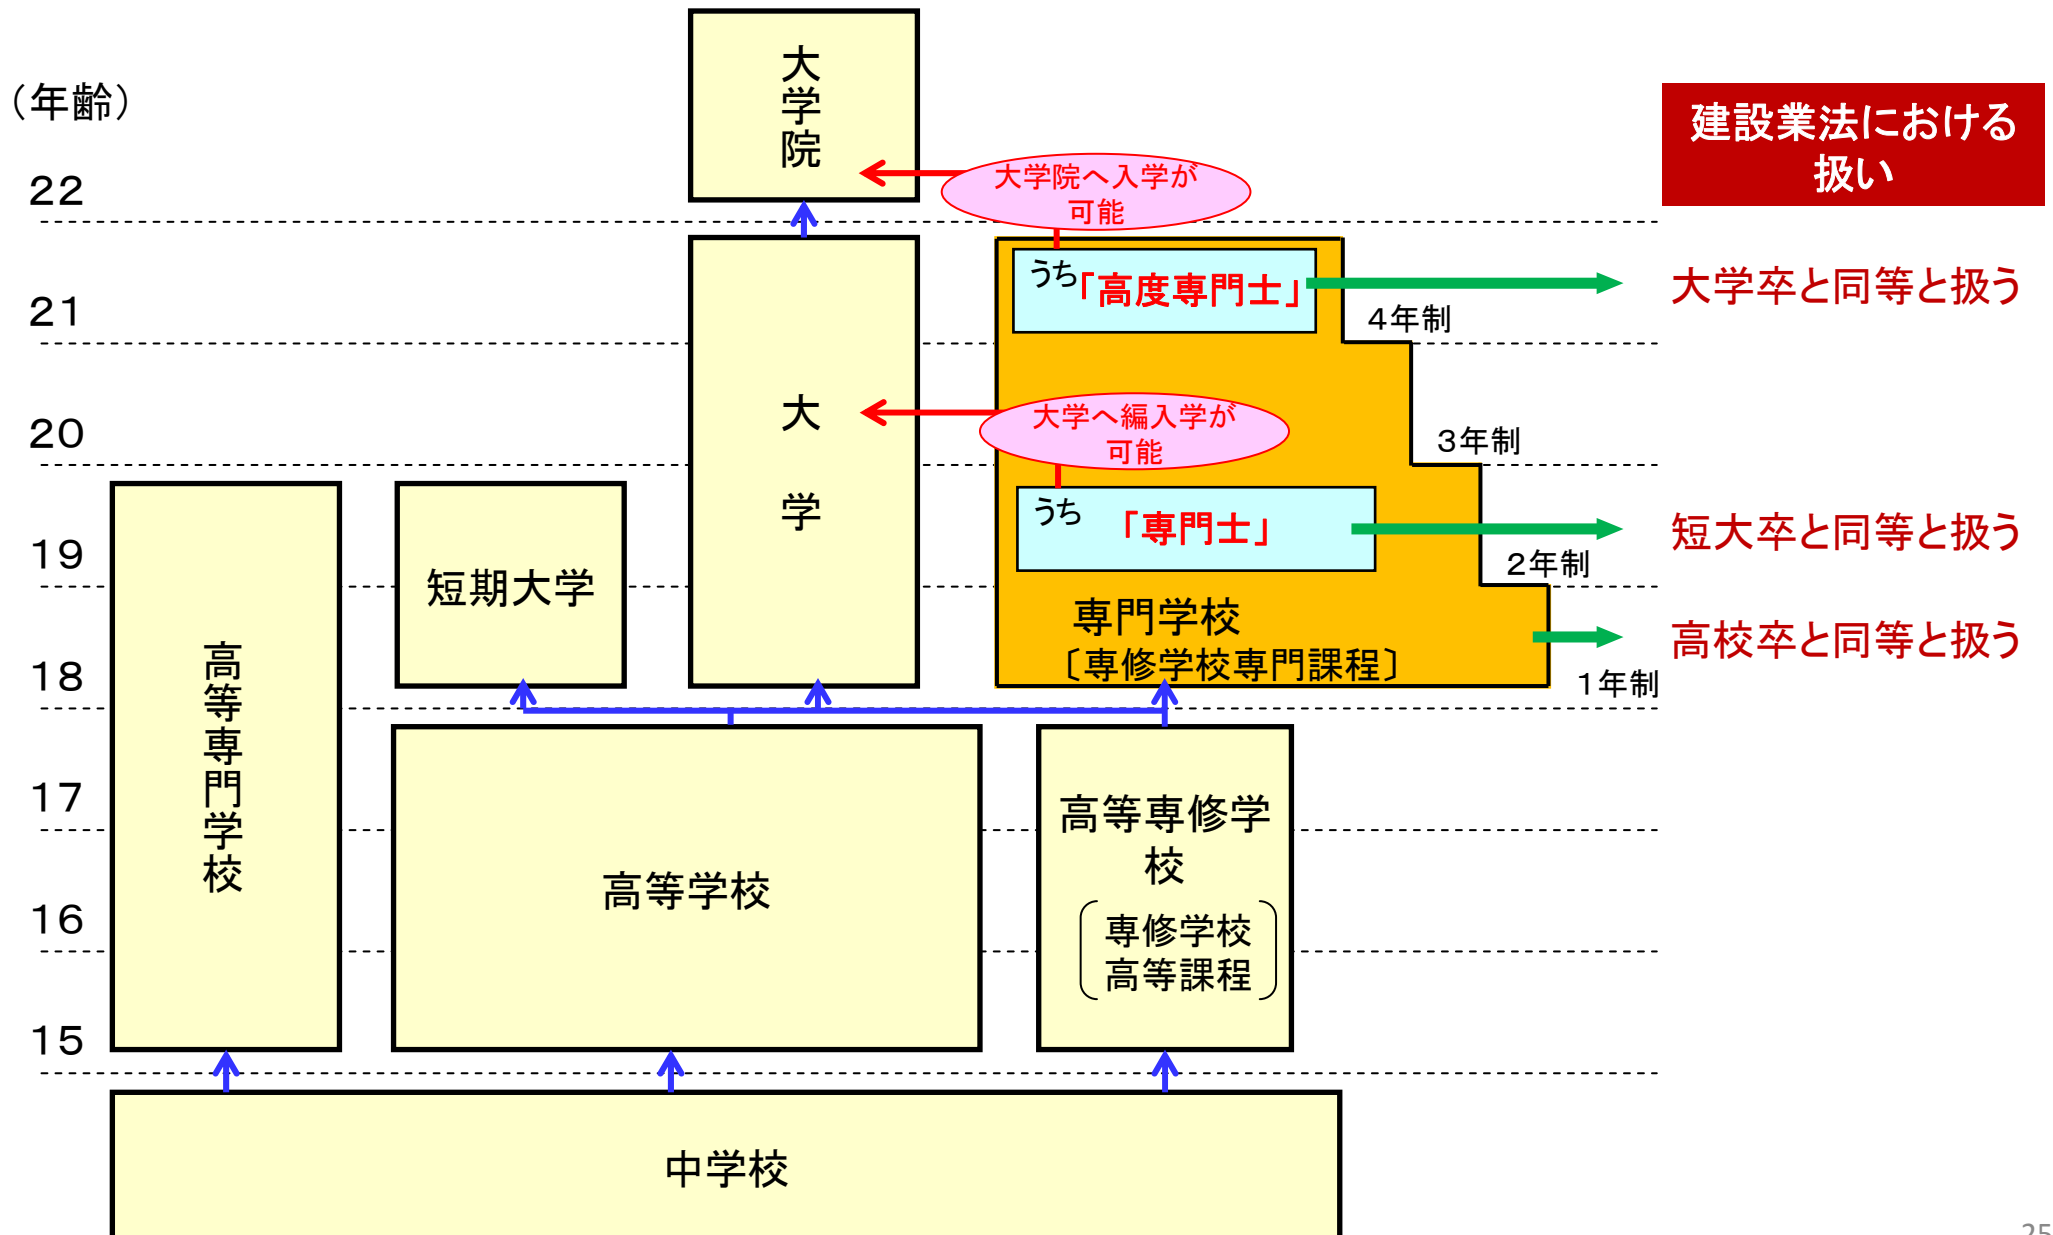 大学院
（年齢）
建設業法における
扱い
大学院へ入学が
可能
22
うち
「高度専門士」
大学卒と同等と扱う
21
4年制
大学
大学へ編入学が
可能
20
3年制
うち
「専門士」
短大卒と同等と扱う
19
2年制
短期大学
専門学校
〔専修学校専門課程〕
高校卒と同等と扱う
18
1年制
高等専門学校
17
高等専修学
校
高等学校
16
専修学校
高等課程
15
中学校
25